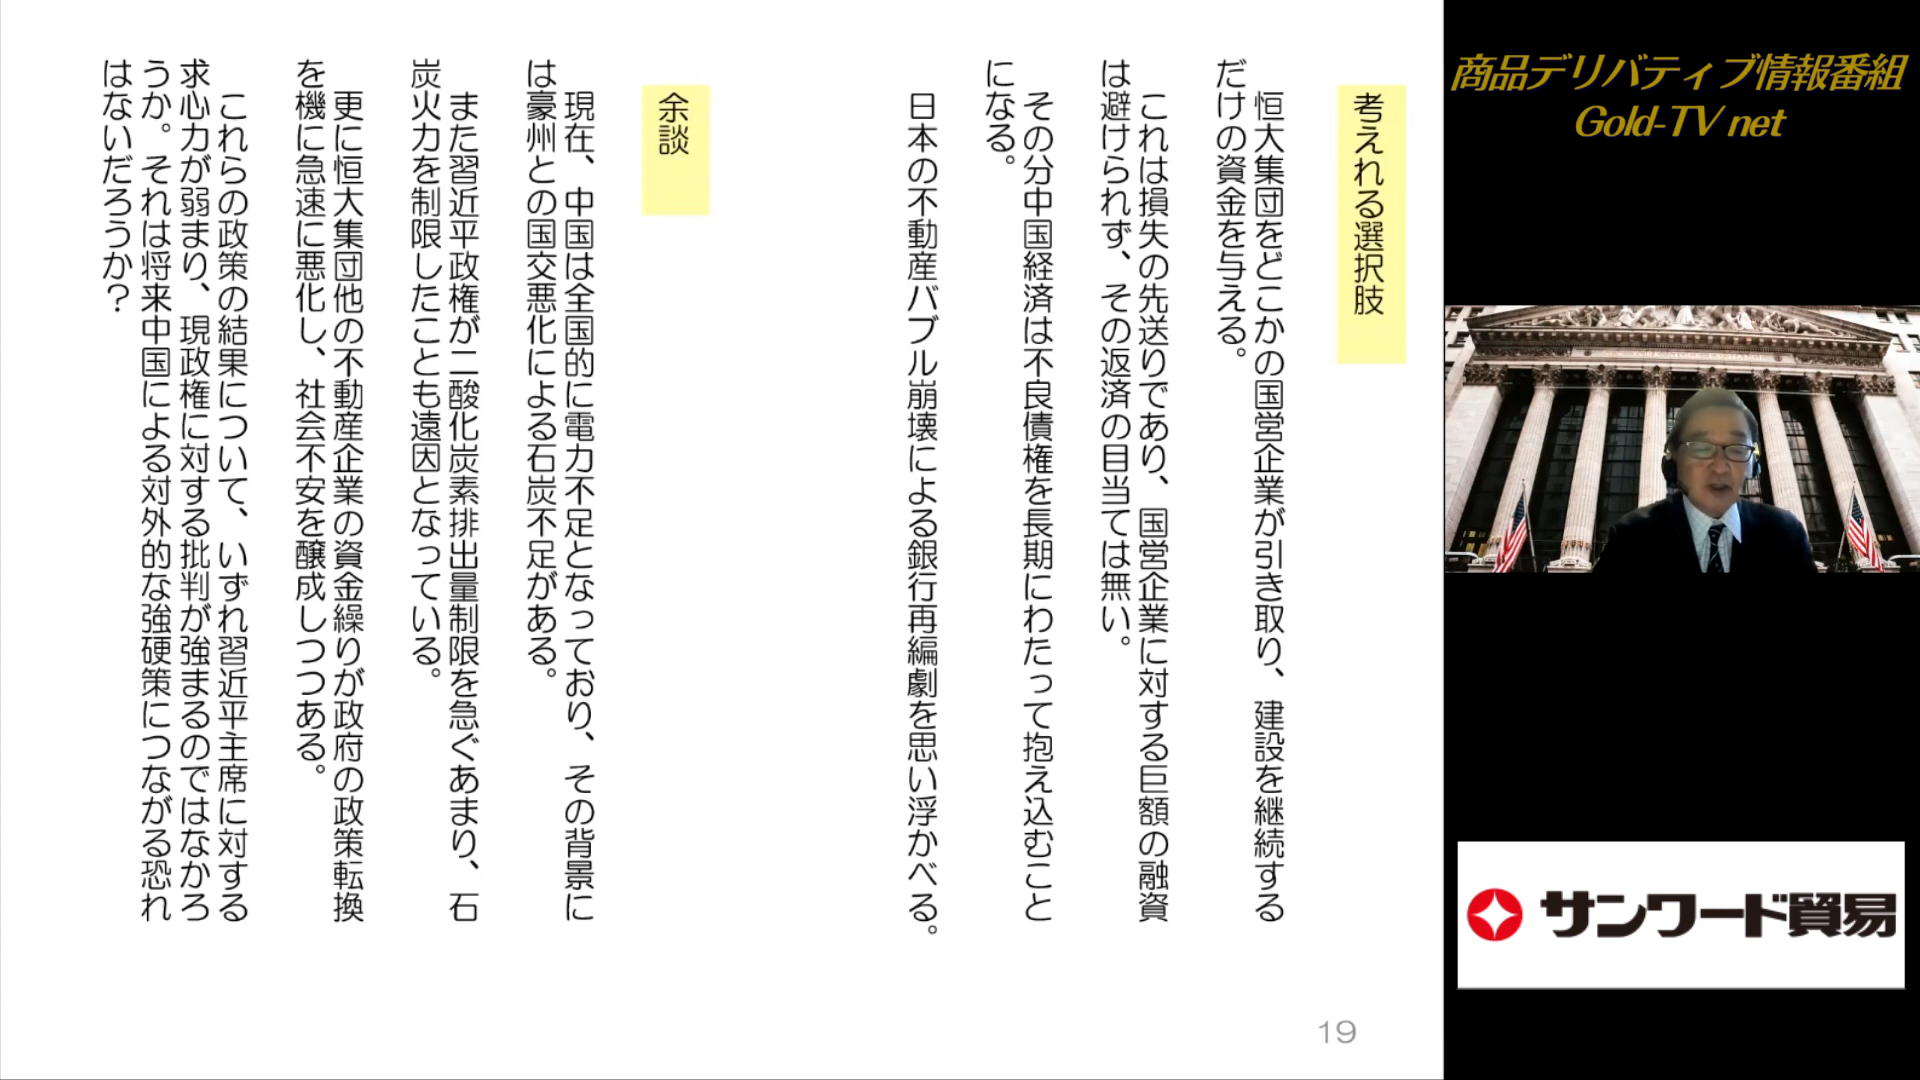 考えれる選択肢
恒大集団をどこかの国営企業が引き取り、建設を継続する
だけの資金を与える。
これは損失の先送りであり、国営企業に対する巨額の融資
は避けられず、その返済の目当ては無い。
その分中国経済は不良債権を長期にわたって抱え込むこと
になる。
日本の不動産バブル崩壊による銀行再編劇を思い浮かべる。
余談
現在、中国は全国的に電力不足となっており、その背景に
は豪州との国交悪化による石炭不足がある。
また習近平政権が二酸化炭素排出量制限を急ぐあまり、石
炭火力を制限したことも遠因となっている。
更に恒大集団他の不動産企業の資金繰りが政府の政策転換
を機に急速に悪化し、社会不安を醸成しつつある。
これらの政策の結果について、いずれ習近平主席に対する
求心力が弱まり、現政権に対する批判が強まるのではなかろ
うか。それは将来中国による対外的な強硬策につながる恐れ
はないだろうか?
19
商品デリバティブ情報番組
Gold-TV net
サンワード貿易